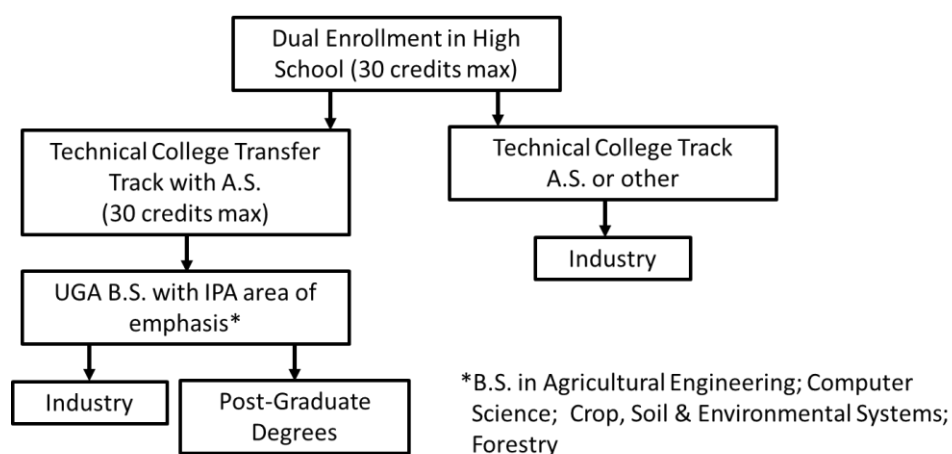 Dual Enrollment in High
School (30 credits max)
Technical College Transfer
Track with A.S.
(30 credits max)
Technical College Track
A.S. or other
Industry
UGA B.S. with IPA area of
emphasis*
Industry
Post-Graduate
Degrees
*B.S. in Agricultural Engineering; Computer
Science;  Crop, Soil & Environmental Systems;
Forestry